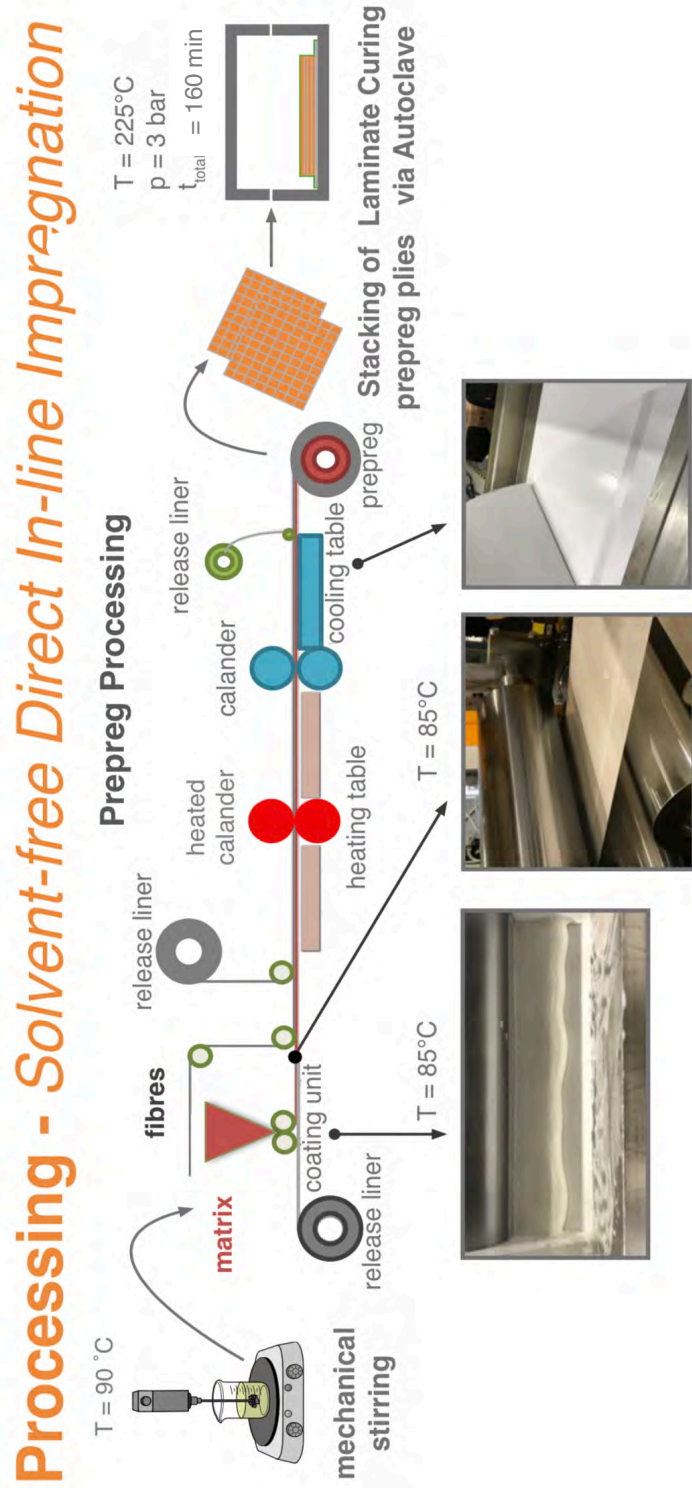 Processing - Solvent-free Direct In-line Impregnation
Prepreg Processing
T = 90 °C
mechanical
stirring
matrix
fibres
release liner
coating unit
release liner
heated
calander
heating table
calander
release liner
cooling table
prepreg
Stacking of
prepreg plies
T = 225°C
p = 3 bar
t_total = 160 min
Laminate Curing
via Autoclave
T = 85°C
T = 85°C